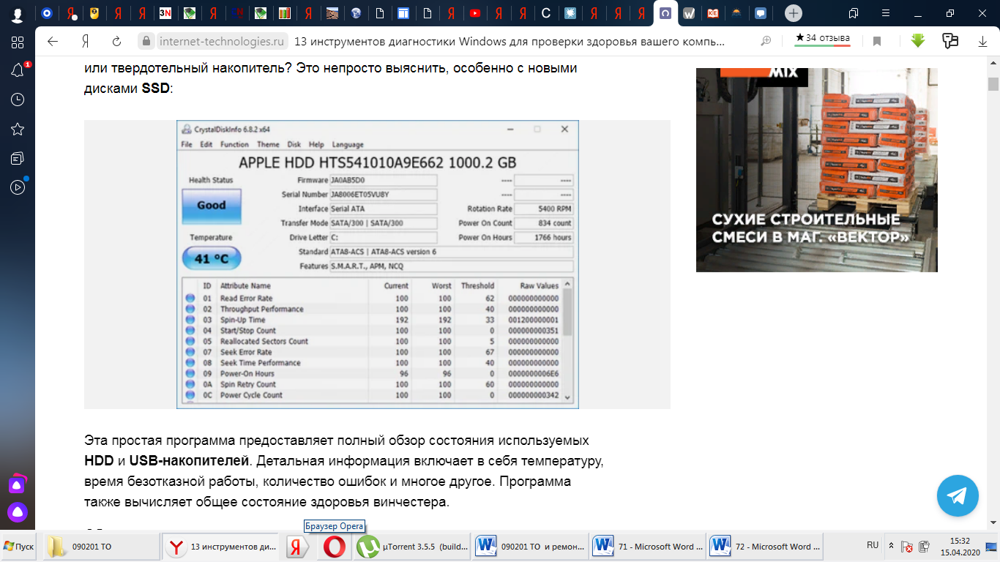 internet-technologies.ru
13 инструментов диагностики Windows для проверки здоровья вашего компь...
34 отзыва
или твердотельный накопитель? Это непросто выяснить, особенно с новыми
дисками SSD:
CrystalDiskInfo 6.8.2 x64
File Edit Function Theme Disk Help Language
APPLE HDD HTS541010A9E662 1000.2 GB
Health Status
Good
Temperature
41 °C
Firmware JA0AB5D0 ---- ----
Serial Number JA8006ET05VU8Y ---- ----
Interface Serial ATA Rotation Rate 5400 RPM
Transfer Mode SATA/300 | SATA/300 Power On Count 834 count
Drive Letter C: Power On Hours 1766 hours
Standard ATA8-ACS | ATA8-ACS version 6
Features S.M.A.R.T., APM, NCQ
ID Attribute Name Current Worst Threshold Raw Values
01 Read Error Rate 100 100 62 000000000000
02 Throughput Performance 100 100 40 000000000000
03 Spin-Up Time 192 192 33 001200000001
04 Start/Stop Count 100 100 0 000000000351
05 Reallocated Sectors Count 100 100 5 000000000000
07 Seek Error Rate 100 100 67 000000000000
08 Seek Time Performance 100 100 40 000000000000
09 Power-On Hours 96 96 0 0000000006E6
0A Spin Retry Count 100 100 60 000000000000
0C Power Cycle Count 100 100 0 000000000342
MIX
СУХИЕ СТРОИТЕЛЬНЫЕ
СМЕСИ В МАГ. «ВЕКТОР»
Эта простая программа предоставляет полный обзор состояния используемых
HDD и USB-накопителей. Детальная информация включает в себя температуру,
время безотказной работы, количество ошибок и многое другое. Программа
также вычисляет общее состояние здоровья винчестера.
Браузер Opera
Пуск
090201 ТО
13 инструментов ди...
µTorrent 3.5.5 (build...
090201 ТО и ремон...
71 - Microsoft Word ...
72 - Microsoft Word ...
RU
15:32
15.04.2020